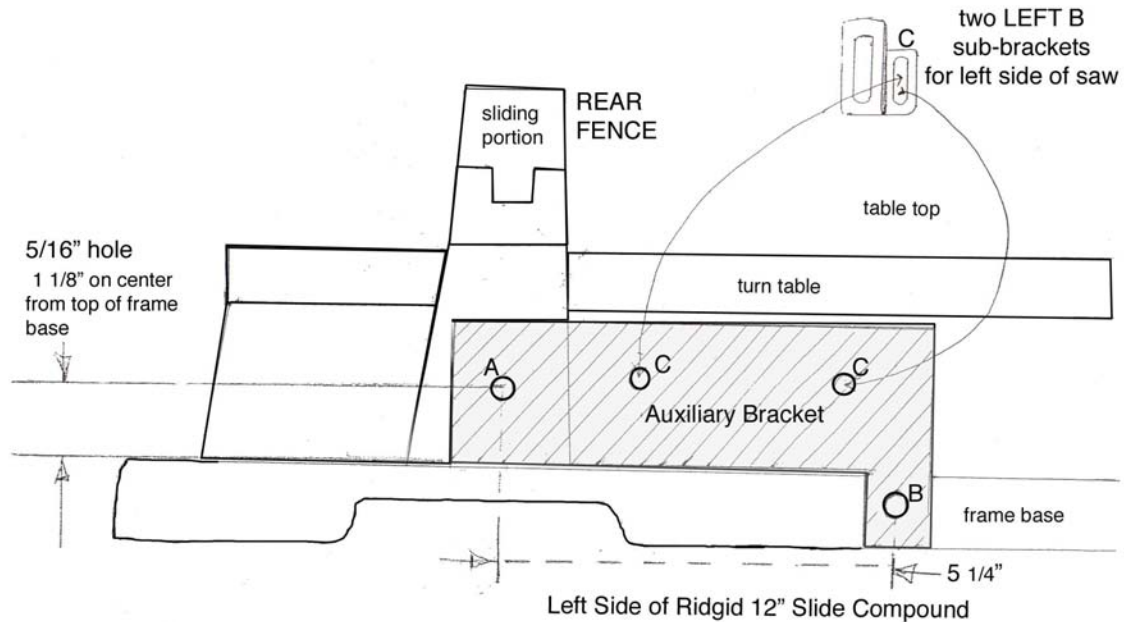 two LEFT B
sub-brackets
for left side of saw
C
sliding
portion
REAR
FENCE
table top
5/16" hole
1 1/8" on center
from top of frame
base
turn table
A
C
C
Auxiliary Bracket
B
frame base
5 1/4"
Left Side of Ridgid 12" Slide Compound